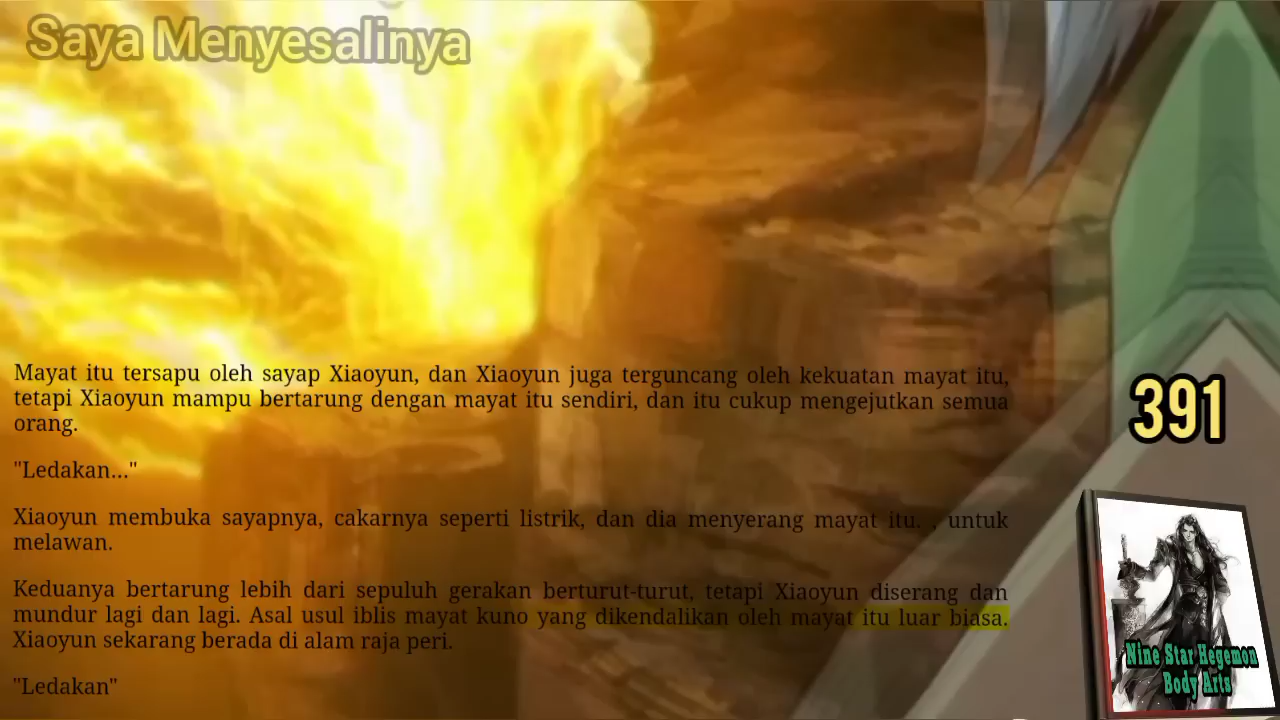 Saya Menyesalinya
Mayat itu tersapu oleh sayap Xiaoyun, dan Xiaoyun juga terguncang oleh kekuatan mayat itu,
tetapi Xiaoyun mampu bertarung dengan mayat itu sendiri, dan itu cukup mengejutkan semua
orang.
"Ledakan..."
Xiaoyun membuka sayapnya, cakarnya seperti listrik, dan dia menyerang mayat itu. . untuk
melawan.
Keduanya bertarung lebih dari sepuluh gerakan berturut-turut, tetapi Xiaoyun diserang dan
mundur lagi dan lagi. Asal usul iblis mayat kuno yang dikendalikan oleh mayat itu luar biasa.
Xiaoyun sekarang berada di alam raja peri.
"Ledakan"
391
Nine Star Hegemon
Body Arts